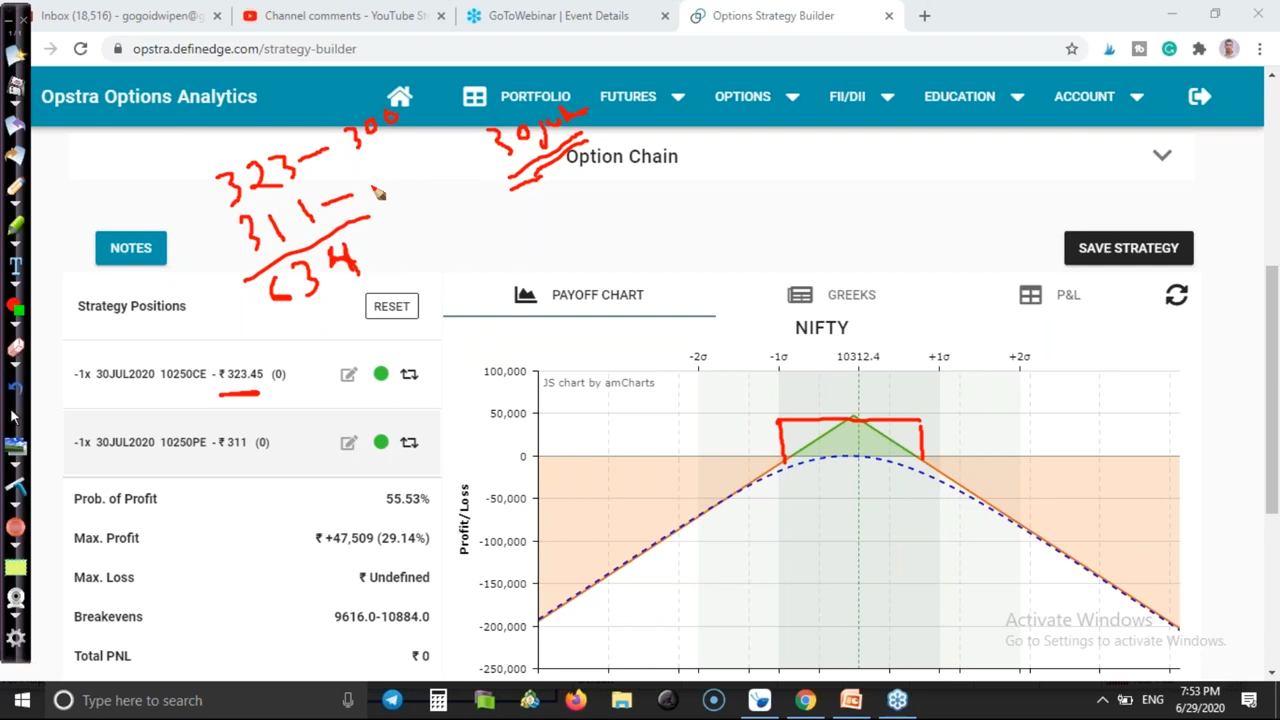 Inbox (18,516) - gogoidwipen@g
Channel comments - YouTube St
GoToWebinar | Event Details
Options Strategy Builder
opstra.definedge.com/strategy-builder
Opstra Options Analytics
PORTFOLIO
FUTURES
OPTIONS
FII/DII
EDUCATION
ACCOUNT
1/1
323 — 300
30 Jul
Option Chain
311 —
634
NOTES
SAVE STRATEGY
Strategy Positions
RESET
PAYOFF CHART
GREEKS
P&L
NIFTY
-2σ
-1σ
10312.4
+1σ
+2σ
-1x 30JUL2020 10250CE - ₹ 323.45 (0)
-1x 30JUL2020 10250PE - ₹ 311 (0)
Prob. of Profit 55.53%
Max. Profit ₹ +47,509 (29.14%)
Max. Loss ₹ Undefined
Breakevens 9616.0-10884.0
Total PNL ₹ 0
JS chart by amCharts
Profit/Loss
100,000
50,000
0
-50,000
-100,000
-150,000
-200,000
-250,000
Activate Windows
Go to Settings to activate Windows.
Type here to search
ENG
7:53 PM
6/29/2020